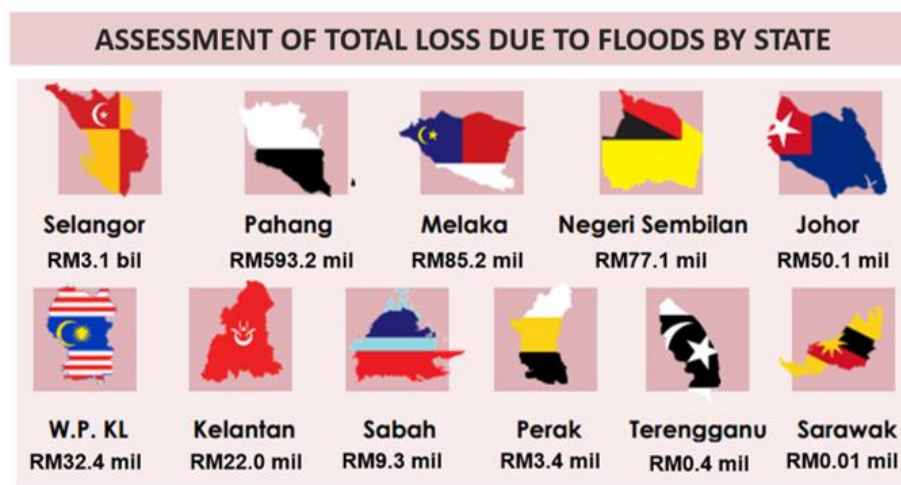 ASSESSMENT OF TOTAL LOSS DUE TO FLOODS BY STATE
Selangor Pahang Melaka Negeri Sembilan Johor
RM3.1 bil RM593.2 mil RM85.2 mil RM77.1 mil RM50.1 mil
W.P. KL Kelantan Sabah Perak Terengganu Sarawak
RM32.4 mil RM22.0 mil RM9.3 mil RM3.4 mil RM0.4 mil RM0.01 mil